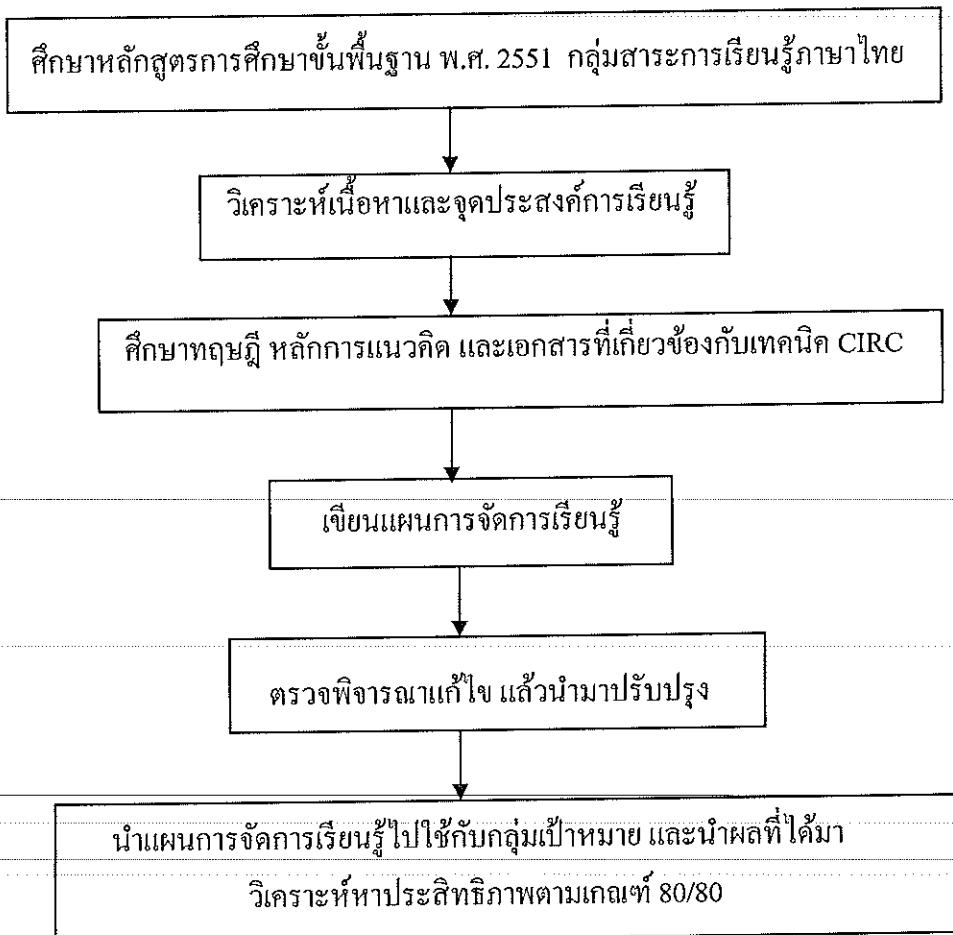 ศึกษาหลักสูตรการศึกษาขั้นพื้นฐาน พ.ศ. 2551 กลุ่มสาระการเรียนรู้ภาษาไทย
วิเคราะห์เนื้อหาและจุดประสงค์การเรียนรู้
ศึกษาทฤษฎี หลักการแนวคิด และเอกสารที่เกี่ยวข้องกับเทคนิค CIRC
เขียนแผนการจัดการเรียนรู้
ตรวจพิจารณาแก้ไข แล้วนำมาปรับปรุง
นำแผนการจัดการเรียนรู้ไปใช้กับกลุ่มเป้าหมาย และนำผลที่ได้มา
วิเคราะห์หาประสิทธิภาพตามเกณฑ์ 80/80